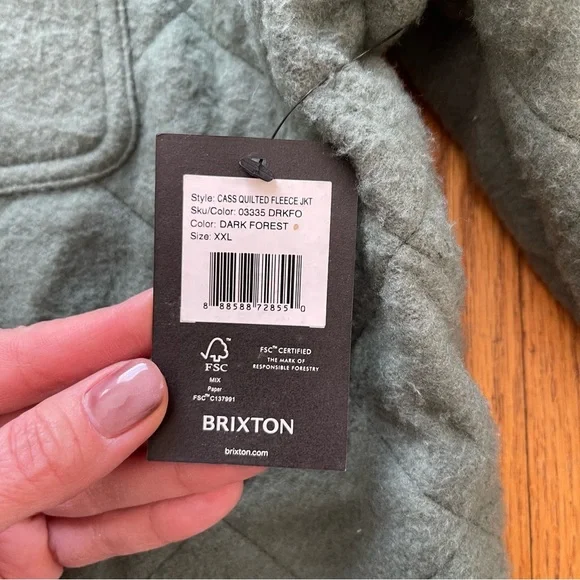 Style: CASS QUILTED FLEECE JKT
Sku/Color: 03335 DRKFO
Color: DARK FOREST
Size: XXL
8 88588 72855 0
FSC™ CERTIFIED
THE MARK OF
RESPONSIBLE FORESTRY
FSC
MIX
Paper
FSC™ C137991
BRIXTON
brixton.com